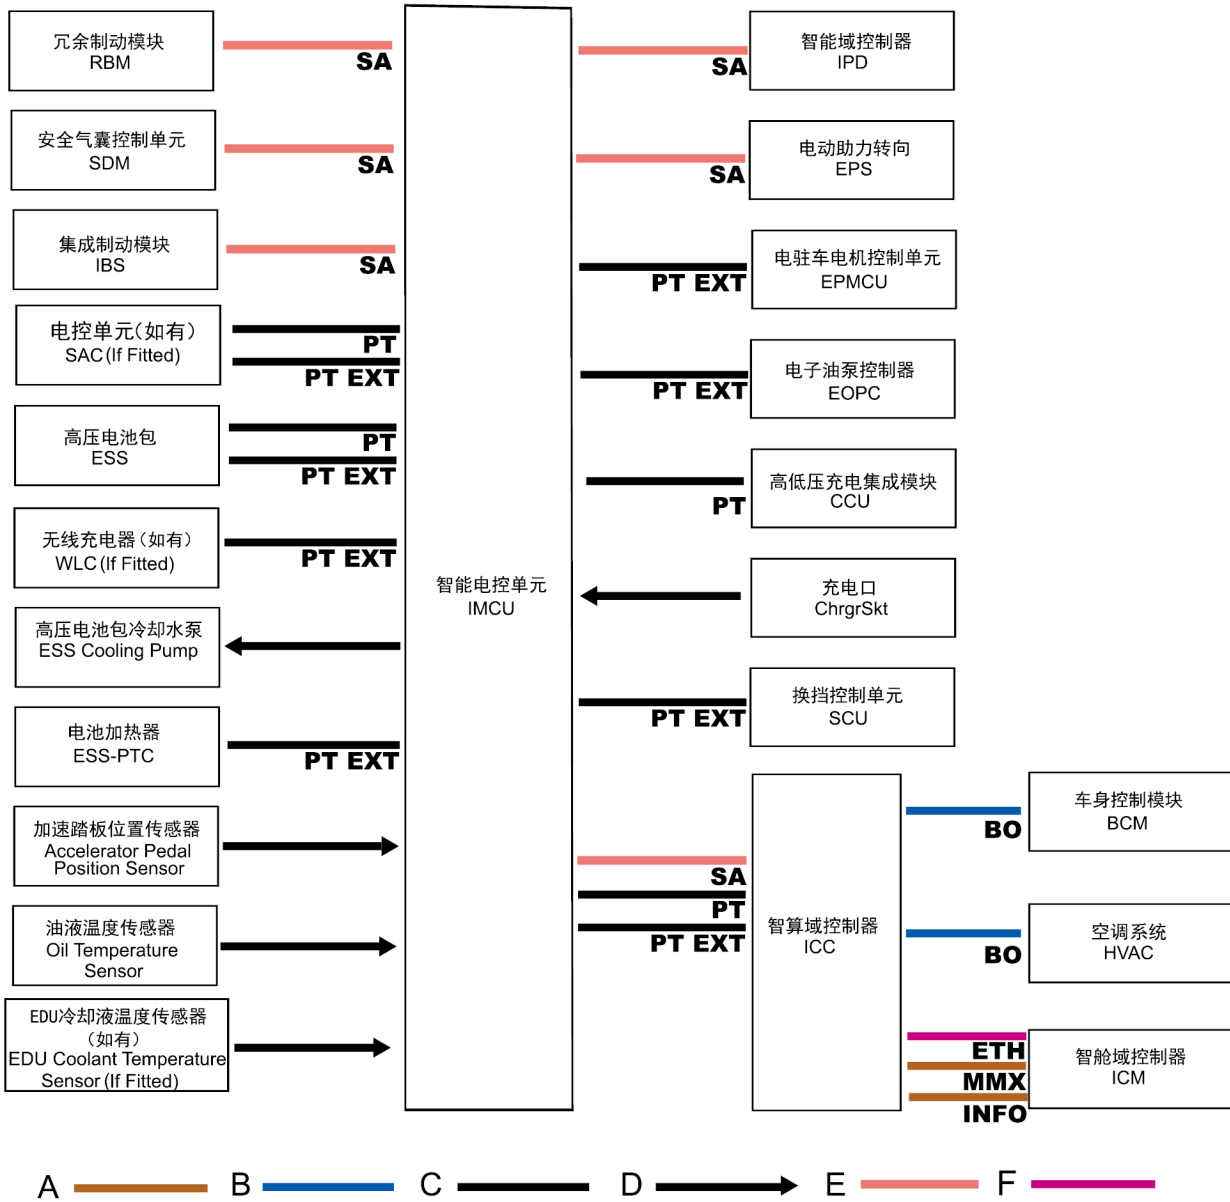 冗余制动模块
RBM
SA
安全气囊控制单元
SDM
SA
集成制动模块
IBS
SA
电控单元(如有)
SAC(If Fitted)
PT
PT EXT
高压电池包
ESS
PT
PT EXT
无线充电器(如有)
WLC(If Fitted)
PT EXT
高压电池包冷却水泵
ESS Cooling Pump
电池加热器
ESS-PTC
PT EXT
加速踏板位置传感器
Accelerator Pedal
Position Sensor
油液温度传感器
Oil Temperature
Sensor
EDU冷却液温度传感器
(如有)
EDU Coolant Temperature
Sensor(If Fitted)
智能电控单元
IMCU
智能域控制器
IPD
SA
电动助力转向
EPS
SA
电驻车电机控制单元
EPMCU
PT EXT
电子油泵控制器
EOPC
PT EXT
高低压充电集成模块
CCU
PT
充电口
ChrgrSkt
换挡控制单元
SCU
PT EXT
SA
PT
PT EXT
智算域控制器
ICC
车身控制模块
BCM
BO
空调系统
HVAC
BO
智舱域控制器
ICM
ETH
MMX
INFO
A
B
C
D
E
F